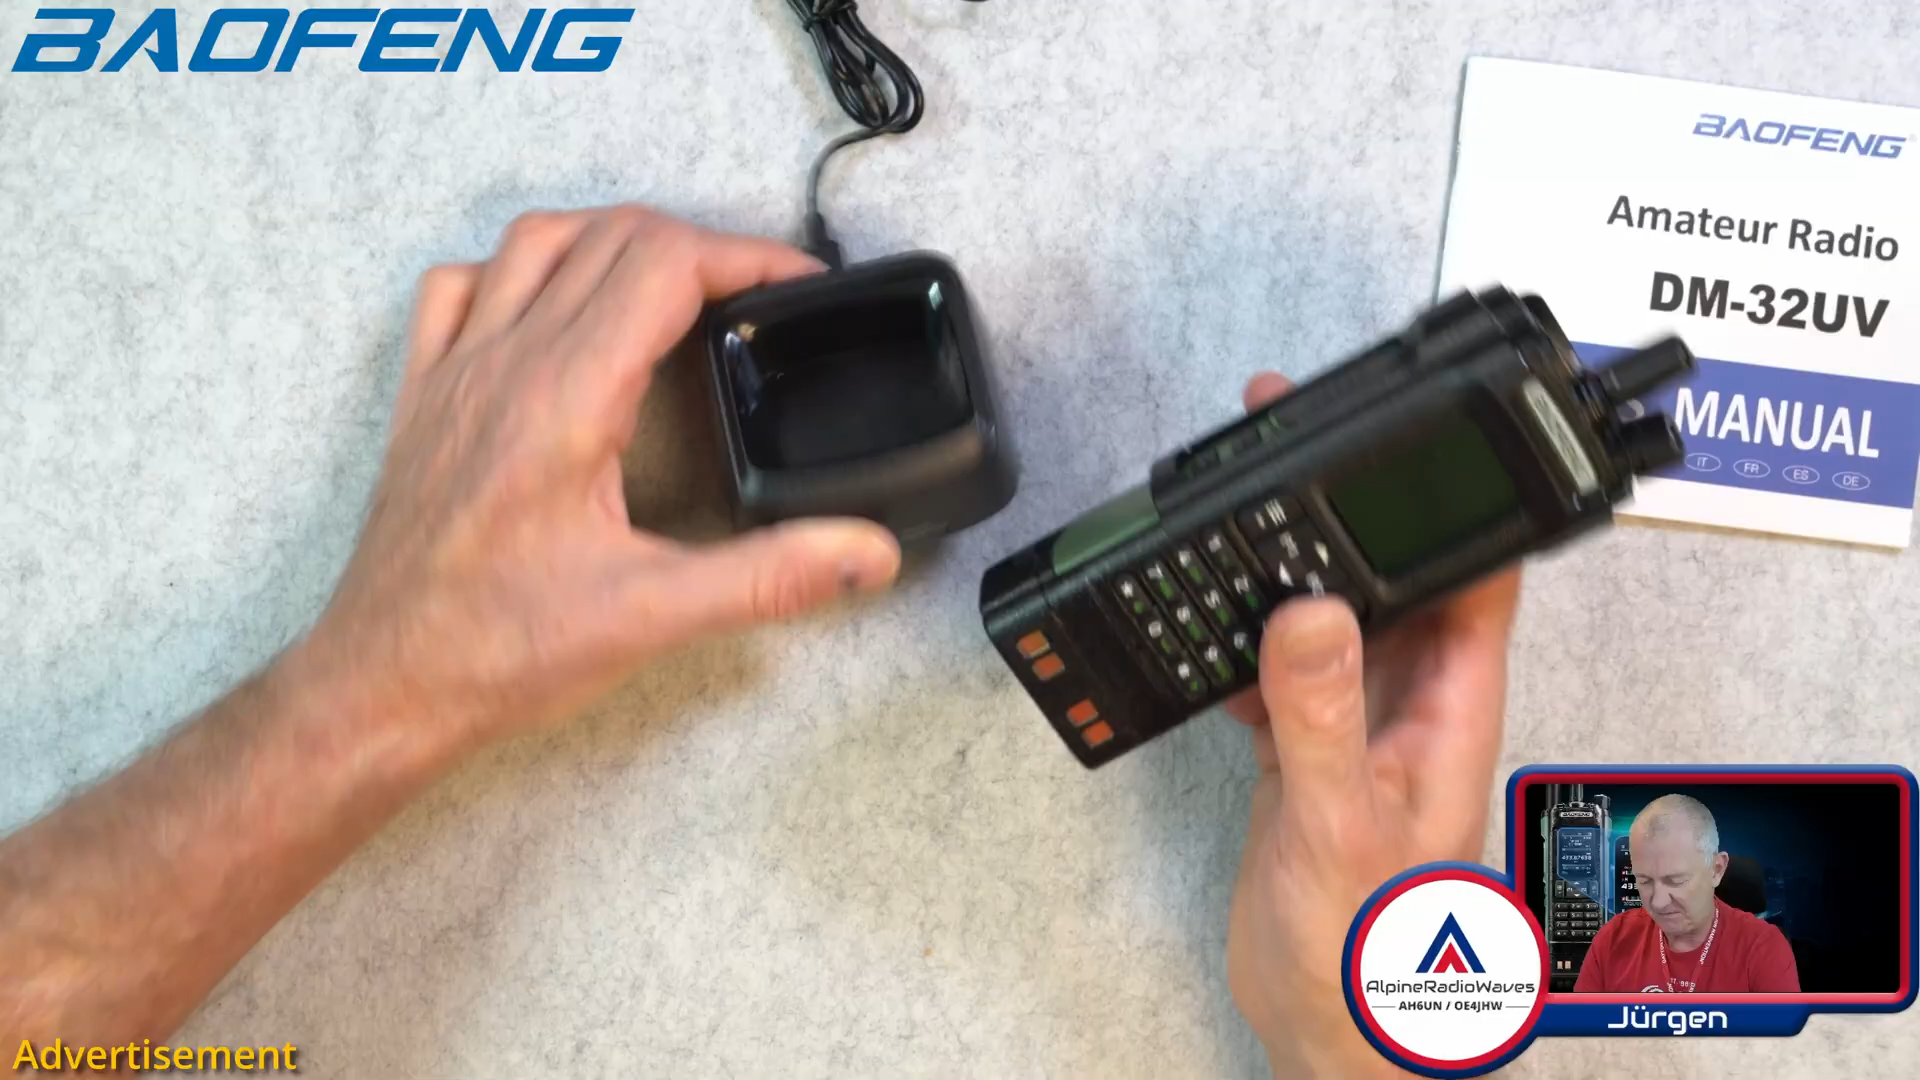 BAOFENG
BAOFENG
Amateur Radio
DM-32UV
MANUAL
IT FR ES DE
AlpineRadioWaves
AH6UN / OE4JHW
Jürgen
Advertisement